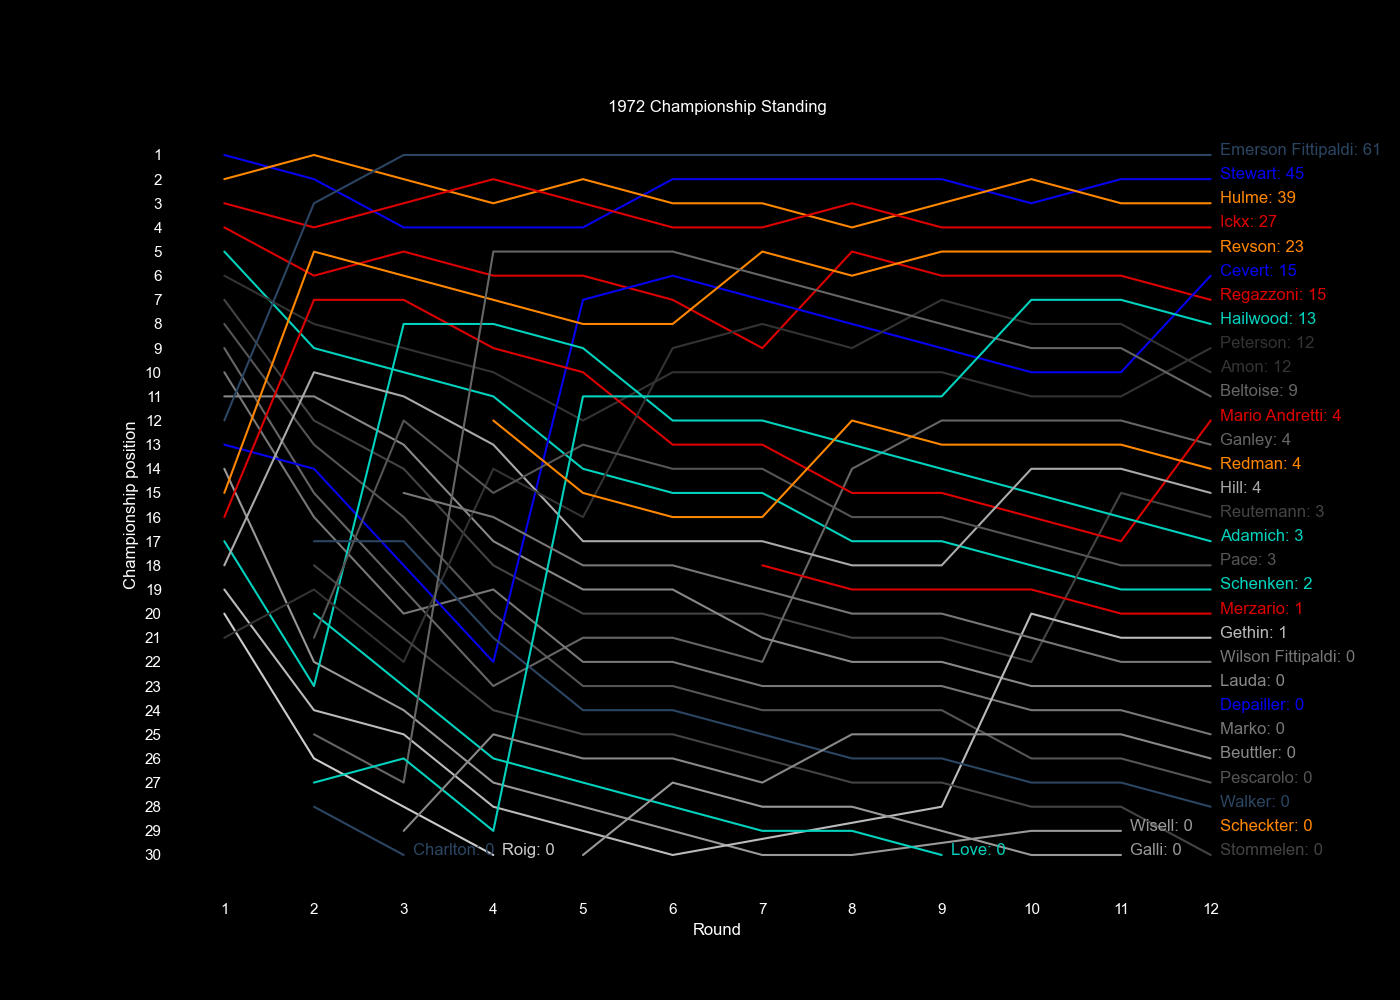 1972 Championship Standing
Championship position
1
2
3
4
5
6
7
8
9
10
11
12
13
14
15
16
17
18
19
20
21
22
23
24
25
26
27
28
29
30
Emerson Fittipaldi: 61
Stewart: 45
Hulme: 39
Ickx: 27
Revson: 23
Cevert: 15
Regazzoni: 15
Hailwood: 13
Peterson: 12
Amon: 12
Beltoise: 9
Mario Andretti: 4
Ganley: 4
Redman: 4
Hill: 4
Reutemann: 3
Adamich: 3
Pace: 3
Schenken: 2
Merzario: 1
Gethin: 1
Wilson Fittipaldi: 0
Lauda: 0
Depailler: 0
Marko: 0
Beuttler: 0
Pescarolo: 0
Walker: 0
Wisell: 0 Scheckter: 0
Charlton: 0 Roig: 0 Love: 0 Galli: 0 Stommelen: 0
1 2 3 4 5 6 7 8 9 10 11 12
Round